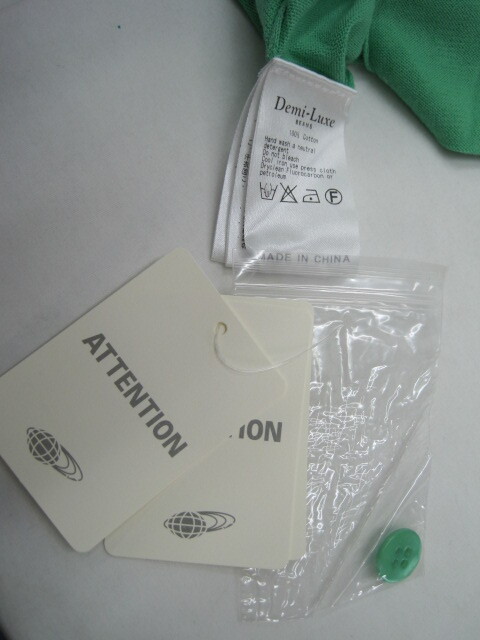 Demi-Luxe
BEAMS
100% Cotton
Hand wash a neutral
detergent
Do not bleach
Cool iron, use press cloth
Dryclean Fluorocarbon or
petroleum
F
MADE IN CHINA
ATTENTION
TION